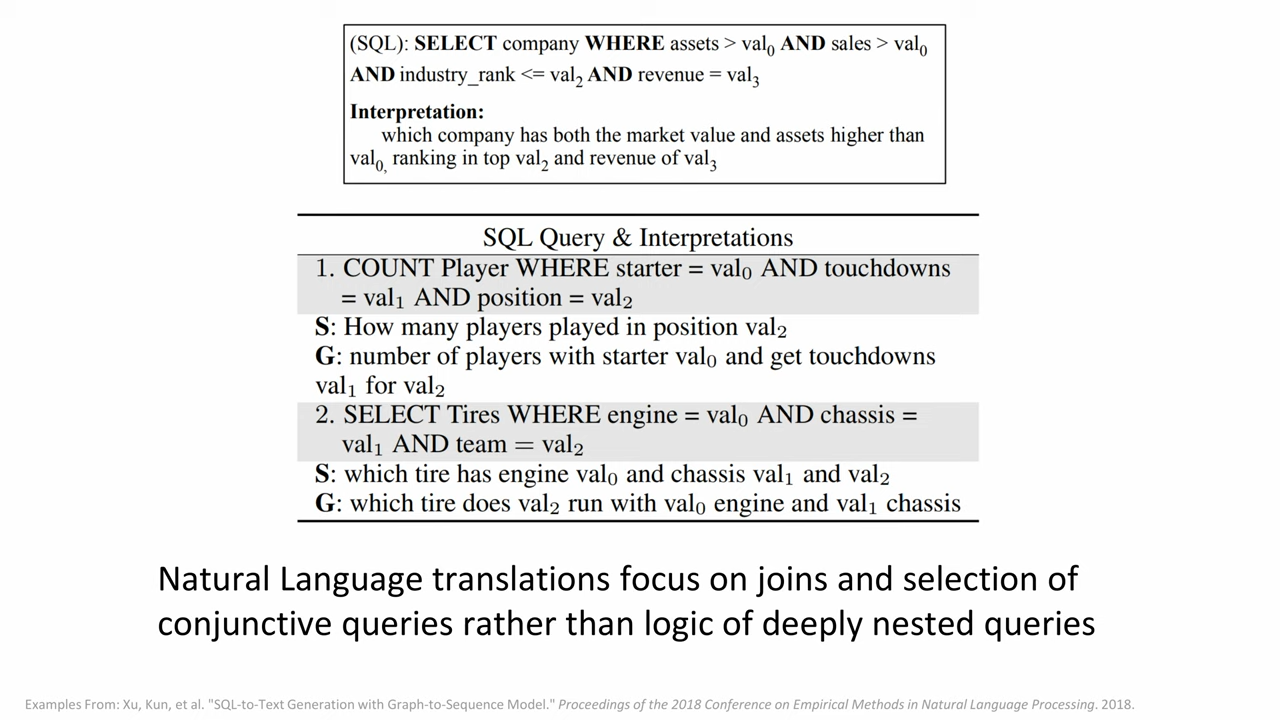 (SQL): SELECT company WHERE assets > val₀ AND sales > val₀
AND industry_rank <= val₂ AND revenue = val₃
Interpretation:
which company has both the market value and assets higher than
val₀, ranking in top val₂ and revenue of val₃
SQL Query & Interpretations
1. COUNT Player WHERE starter = val₀ AND touchdowns
= val₁ AND position = val₂
S: How many players played in position val₂
G: number of players with starter val₀ and get touchdowns
val₁ for val₂
2. SELECT Tires WHERE engine = val₀ AND chassis =
val₁ AND team = val₂
S: which tire has engine val₀ and chassis val₁ and val₂
G: which tire does val₂ run with val₀ engine and val₁ chassis
Natural Language translations focus on joins and selection of
conjunctive queries rather than logic of deeply nested queries
Examples From: Xu, Kun, et al. "SQL-to-Text Generation with Graph-to-Sequence Model." Proceedings of the 2018 Conference on Empirical Methods in Natural Language Processing. 2018.